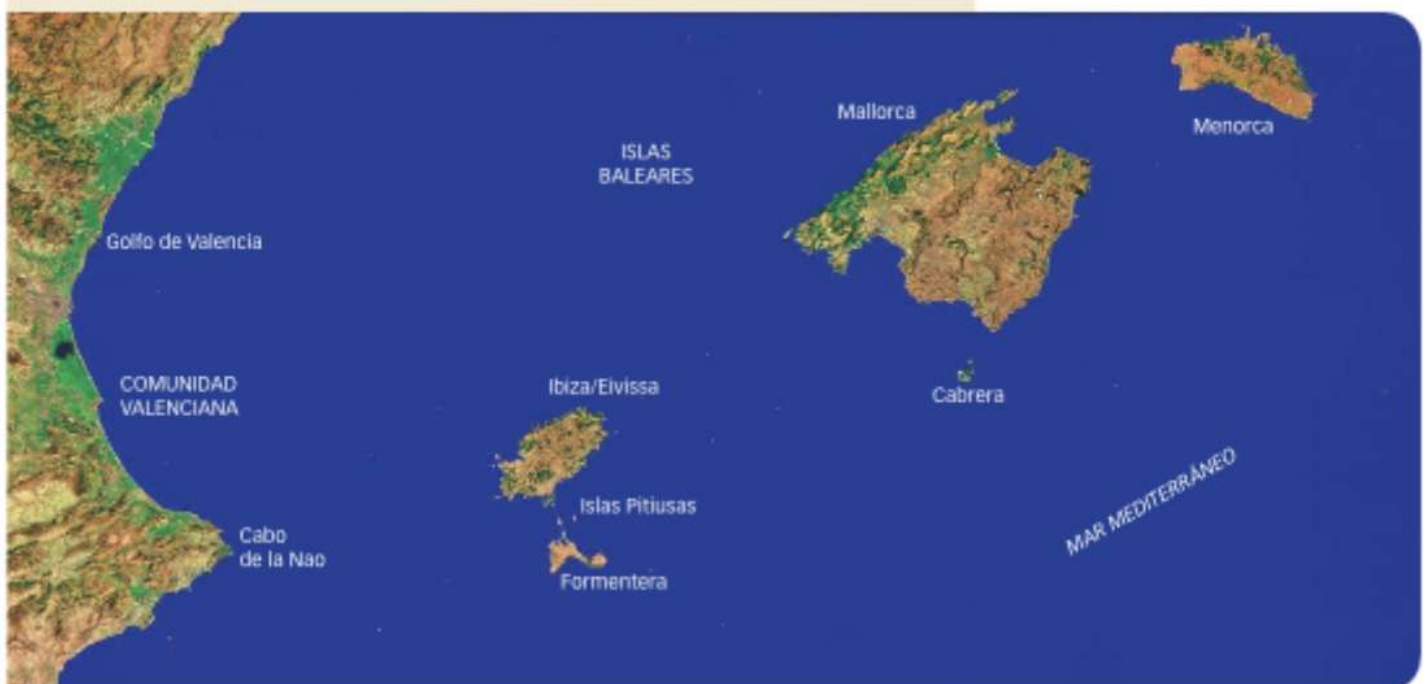 Mallorca
Menorca
ISLAS
BALEARES
Golfo de Valencia
COMUNIDAD
VALENCIANA
Ibiza/Eivissa
Cabrera
Islas Pitiusas
MAR MEDITERRÁNEO
Cabo
de la Nao
Formentera